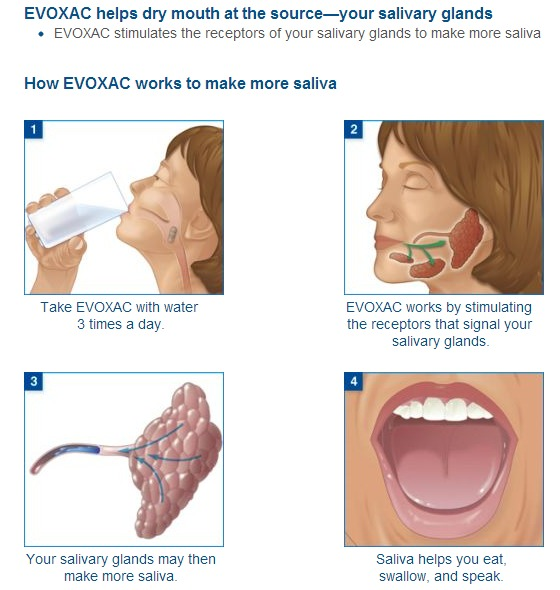 EVOXAC helps dry mouth at the source—your salivary glands
• EVOXAC stimulates the receptors of your salivary glands to make more saliva
How EVOXAC works to make more saliva
1
2
Take EVOXAC with water
3 times a day.
EVOXAC works by stimulating
the receptors that signal your
salivary glands.
3
4
Your salivary glands may then
make more saliva.
Saliva helps you eat,
swallow, and speak.